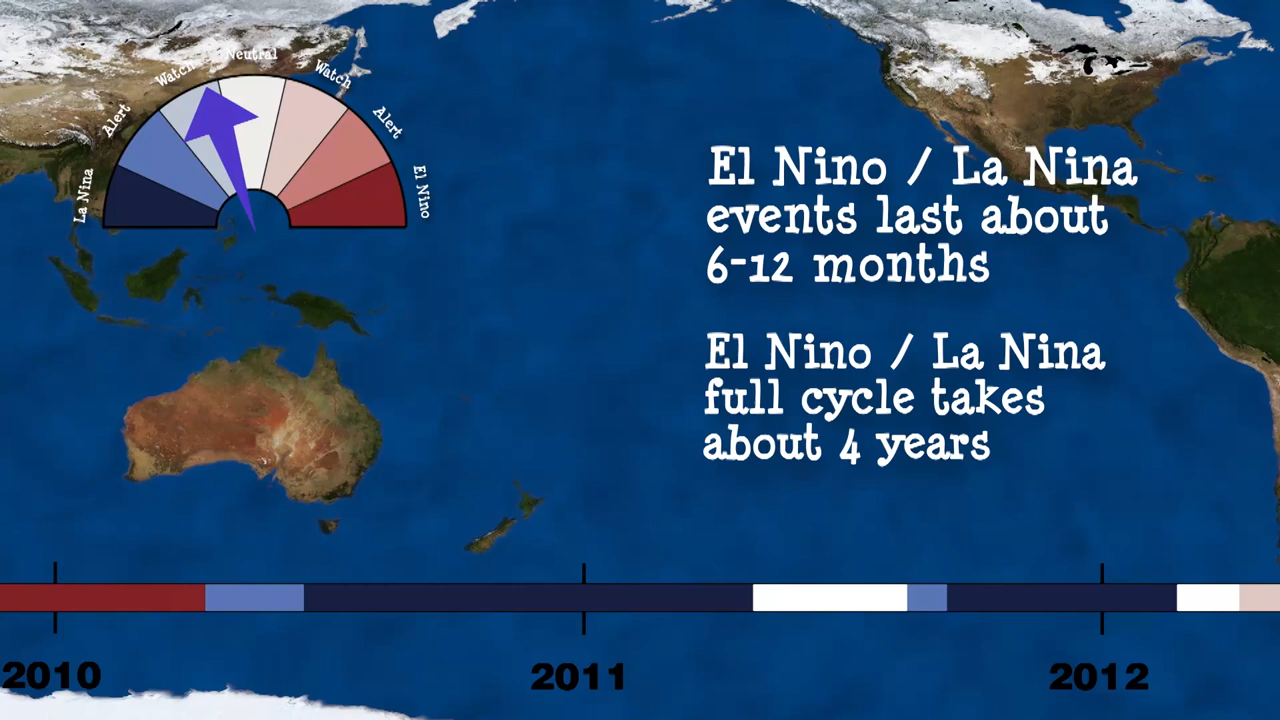 Neutral
Watch
Watch
Alert
Alert
La Nina
El Nino
El Nino / La Nina
events last about
6-12 months
El Nino / La Nina
full cycle takes
about 4 years
2010
2011
2012